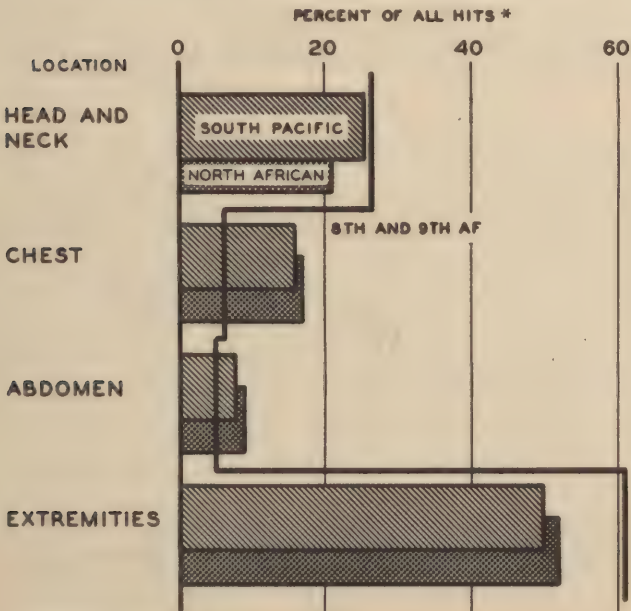 PERCENT OF ALL HITS *
0 20 40 60
LOCATION
HEAD AND
NECK
SOUTH PACIFIC
NORTH AFRICAN
8TH AND 9TH AF
CHEST
ABDOMEN
EXTREMITIES